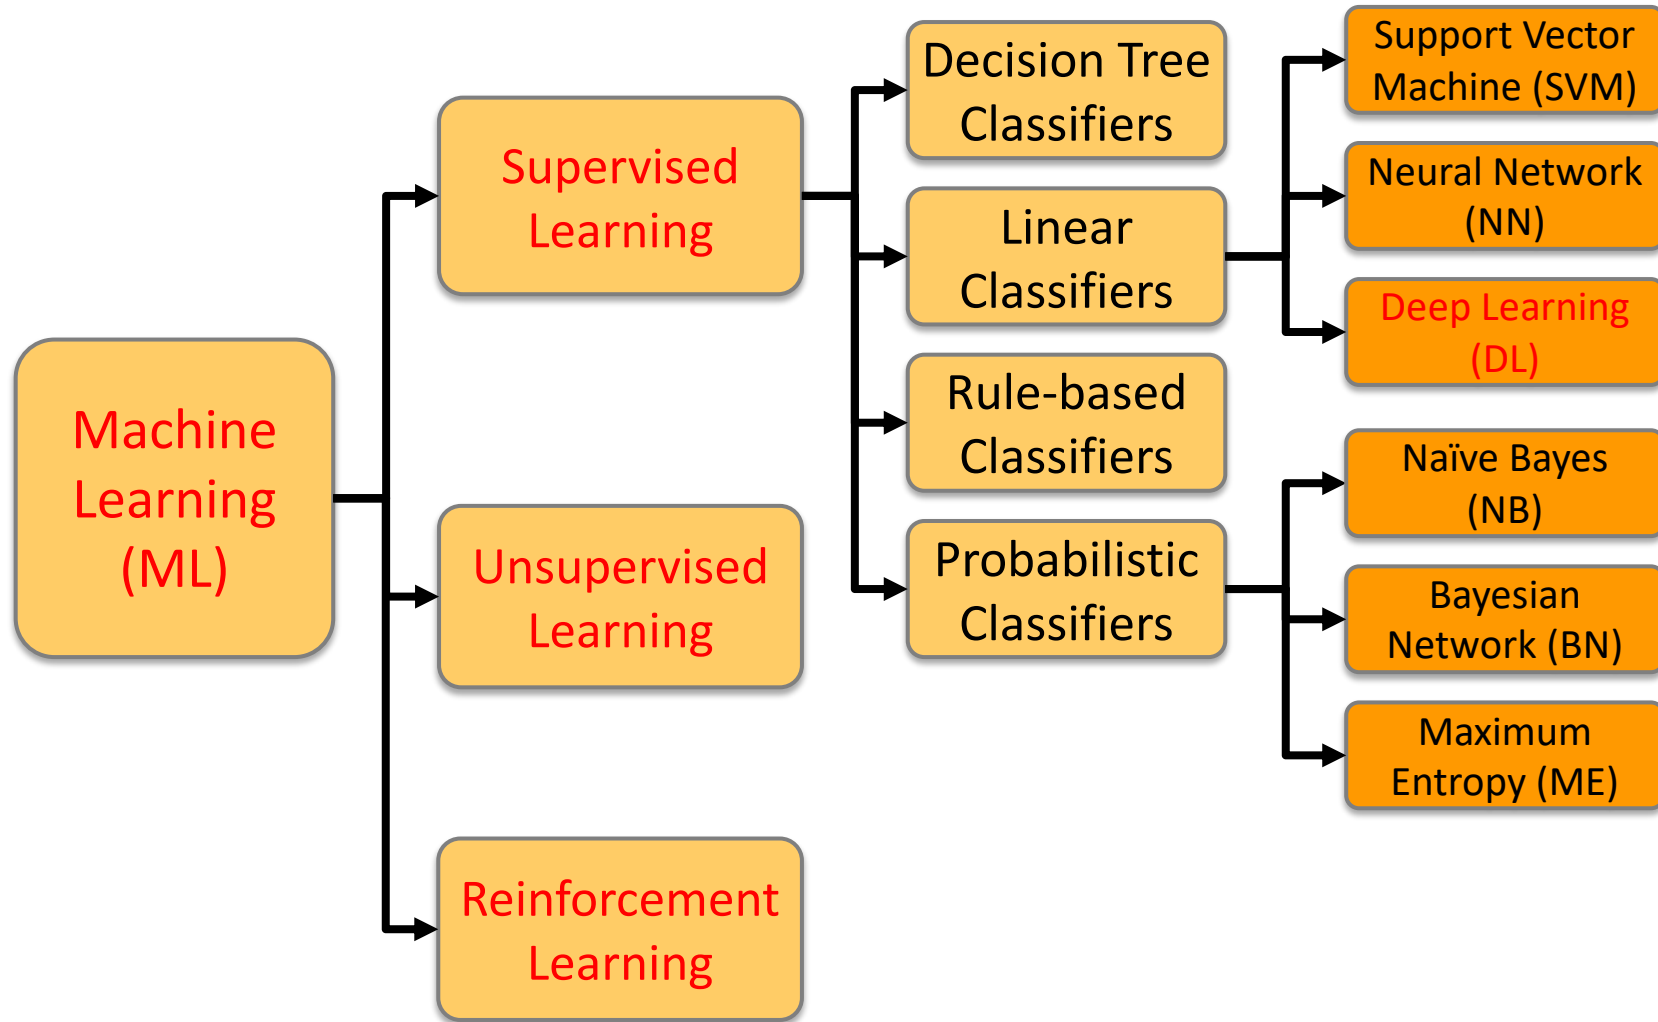 Machine
Learning
(ML)
Supervised
Learning
Unsupervised
Learning
Reinforcement
Learning
Decision Tree
Classifiers
Linear
Classifiers
Rule-based
Classifiers
Probabilistic
Classifiers
Support Vector
Machine (SVM)
Neural Network
(NN)
Deep Learning
(DL)
Naïve Bayes
(NB)
Bayesian
Network (BN)
Maximum
Entropy (ME)